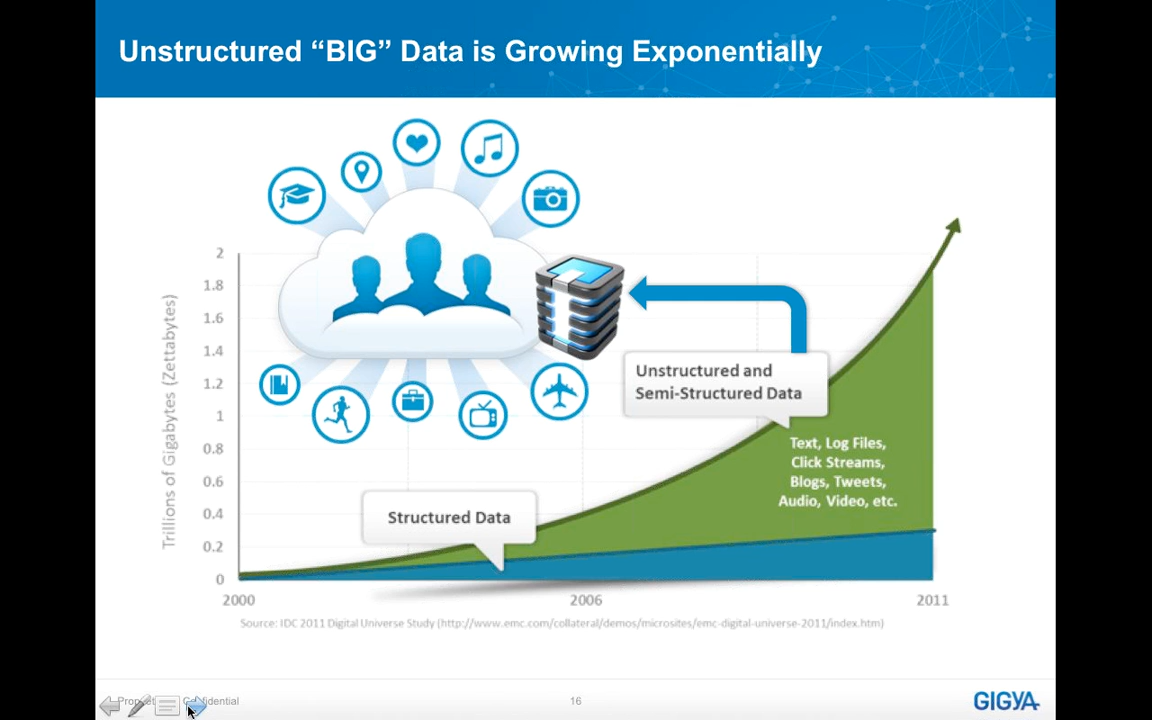 Unstructured “BIG” Data is Growing Exponentially
2
1.8
1.6
1.4
1.2
1
0.8
0.6
0.4
0.2
0
Trillions of Gigabytes (Zettabytes)
Unstructured and
Semi-Structured Data
Text, Log Files,
Click Streams,
Blogs, Tweets,
Audio, Video, etc.
Structured Data
2000
2006
2011
Source: IDC 2011 Digital Universe Study (http://www.emc.com/collateral/demos/microsites/emc-digital-universe-2011/index.htm)
16
GIGYA